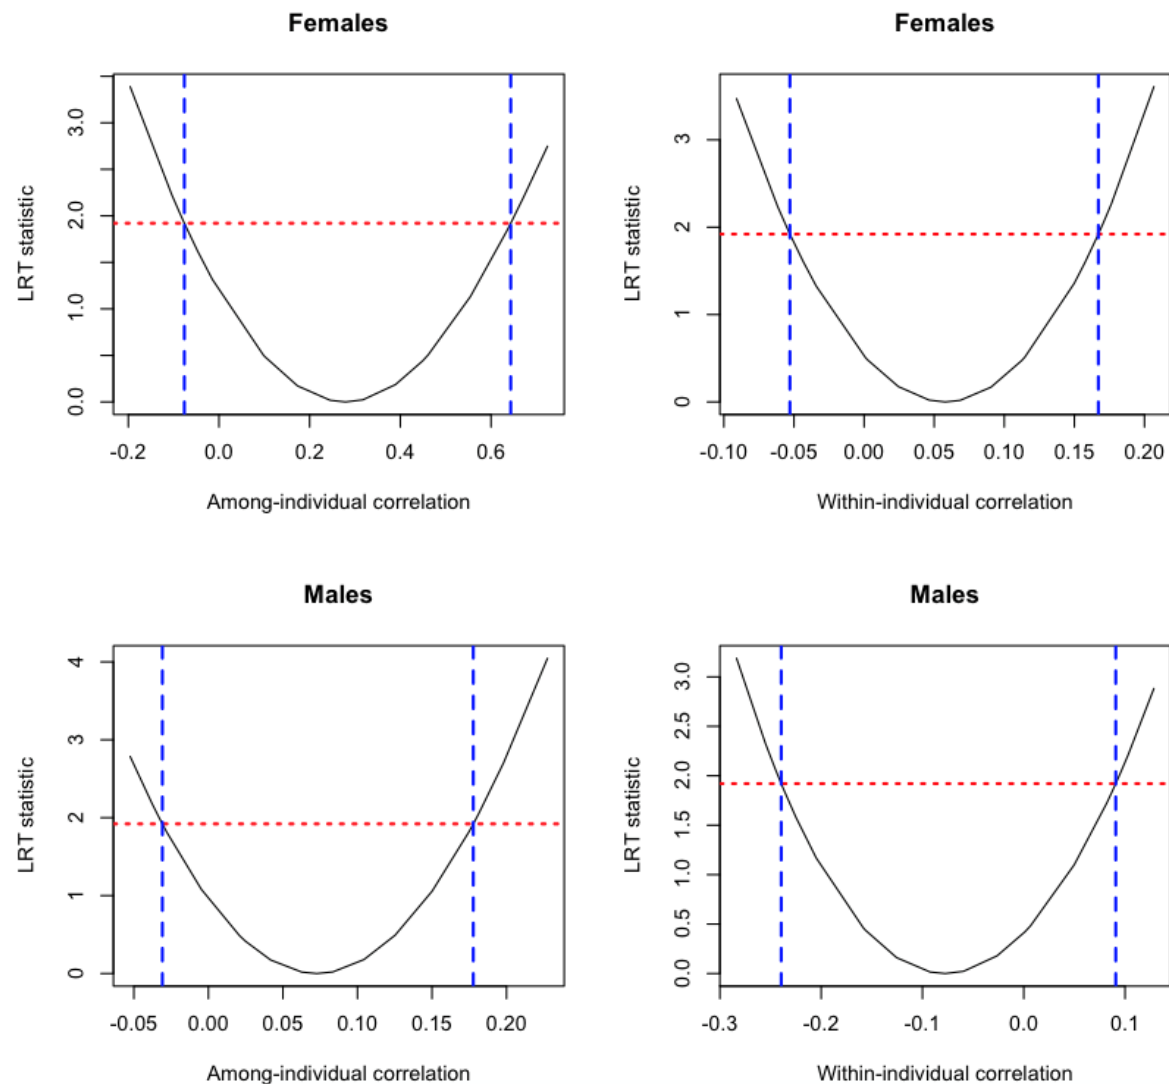 Females
LRT statistic
0.0
1.0
2.0
3.0
-0.2 0.0 0.2 0.4 0.6
Among-individual correlation
Females
LRT statistic
0
1
2
3
-0.10 -0.05 0.00 0.05 0.10 0.15 0.20
Within-individual correlation
Males
LRT statistic
0
1
2
3
4
-0.05 0.00 0.05 0.10 0.15 0.20
Among-individual correlation
Males
LRT statistic
0.0
0.5
1.0
1.5
2.0
2.5
3.0
-0.3 -0.2 -0.1 0.0 0.1
Within-individual correlation